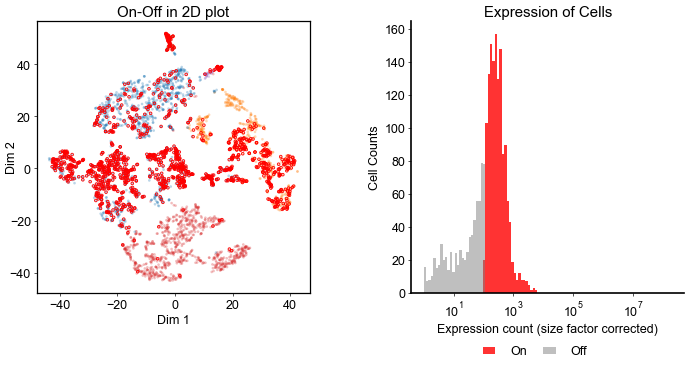 On-Off in 2D plot
40
20
0
−20
−40
Dim 2
−40 −20 0 20 40
Dim 1
Expression of Cells
160
140
120
100
80
60
40
20
0
Cell Counts
10^1 10^3 10^5 10^7
Expression count (size factor corrected)
On Off